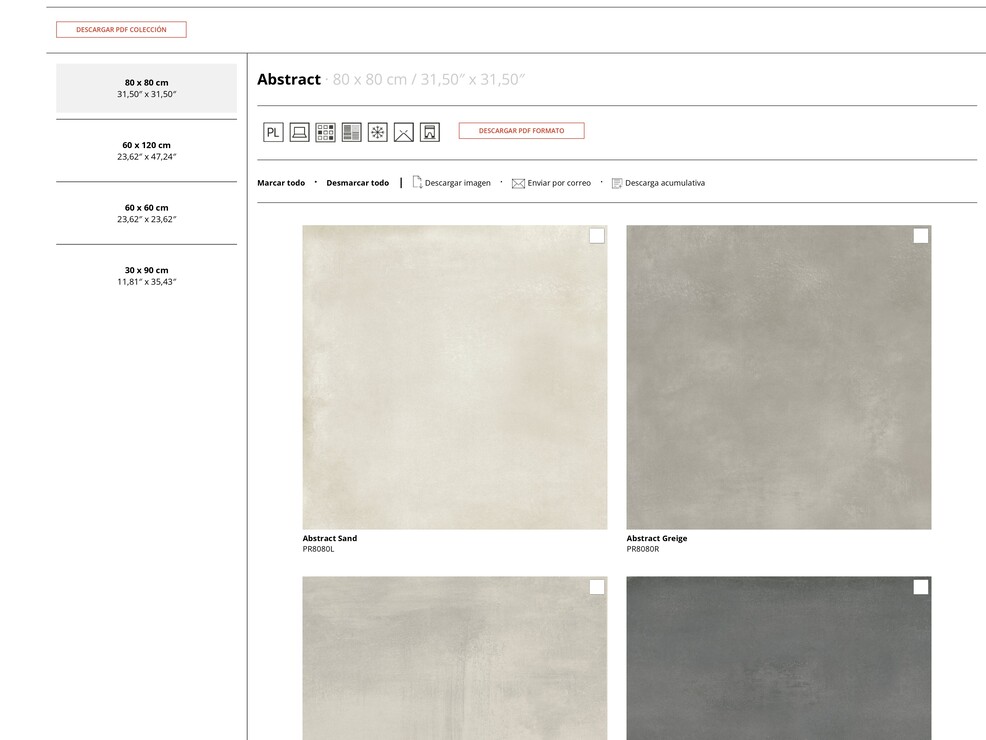 DESCARGAR PDF COLECCIÓN
80 x 80 cm
31,50″ x 31,50″
60 x 120 cm
23,62″ x 47,24″
60 x 60 cm
23,62″ x 23,62″
30 x 90 cm
11,81″ x 35,43″
Abstract · 80 x 80 cm / 31,50″ x 31,50″
PL
DESCARGAR PDF FORMATO
Marcar todo · Desmarcar todo | Descargar imagen · Enviar por correo · Descarga acumulativa
Abstract Sand
PR8080L
Abstract Greige
PR8080R